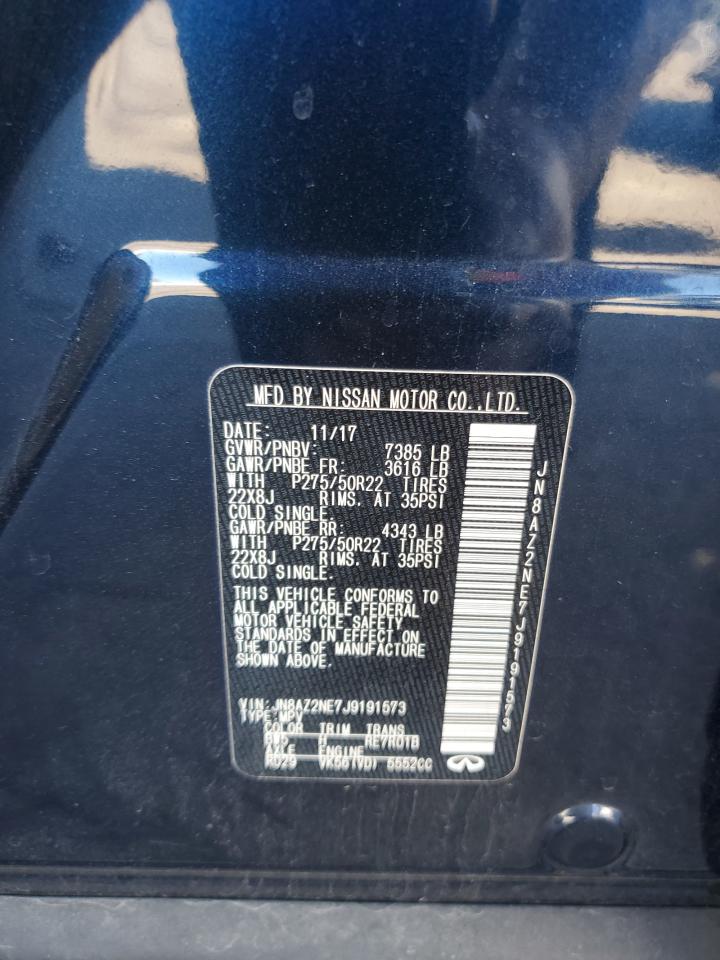 MFD BY NISSAN MOTOR CO.,LTD.
DATE: 11/17
GVWR/PNBV: 7385 LB
GAWR/PNBE FR: 3616 LB
WITH P275/50R22 TIRES
22X8J RIMS. AT 35PSI
COLD SINGLE.
GAWR/PNBE RR: 4343 LB
WITH P275/50R22 TIRES
22X8J RIMS. AT 35PSI
COLD SINGLE.
THIS VEHICLE CONFORMS TO
ALL APPLICABLE FEDERAL
MOTOR VEHICLE SAFETY
STANDARDS IN EFFECT ON
THE DATE OF MANUFACTURE
SHOWN ABOVE.
VIN: JN8AZ2NE7J9191573
TYPE:MPV
COLOR TRIM TRANS
H RE7R01B
AXLE ENGINE
RD29 VK56(VD) 5552CC
JN8AZ2NE7J9191573